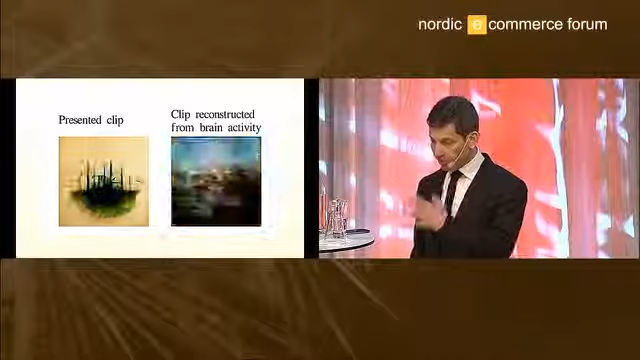 nordic e commerce forum
Presented clip
Clip reconstructed
from brain activity